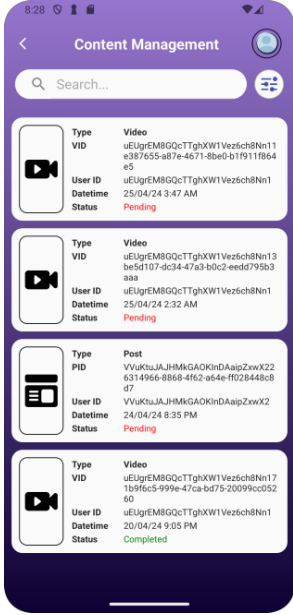 8:28
Content Management
Search...
Type Video
VID uEUgrEM8GQcTTghXW1Vez6ch8Nn11
e387655-a87e-4671-8be0-b1f911f864
e5
User ID uEUgrEM8GQcTTghXW1Vez6ch8Nn1
Datetime 25/04/24 3:47 AM
Status Pending
Type Video
VID uEUgrEM8GQcTTghXW1Vez6ch8Nn13
be5d107-dc34-47a3-b0c2-eedd795b3
aaa
User ID uEUgrEM8GQcTTghXW1Vez6ch8Nn1
Datetime 25/04/24 2:32 AM
Status Pending
Type Post
PID VVuKtuJAJHMkGAOKInDAaipZxwX22
6314966-8868-4f62-a64e-ff028448c8
d7
User ID VVuKtuJAJHMkGAOKInDAaipZxwX2
Datetime 24/04/24 8:35 PM
Status Pending
Type Video
VID uEUgrEM8GQcTTghXW1Vez6ch8Nn17
1b9f6c5-999e-47ca-bd75-20099cc052
60
User ID uEUgrEM8GQcTTghXW1Vez6ch8Nn1
Datetime 20/04/24 9:05 PM
Status Completed